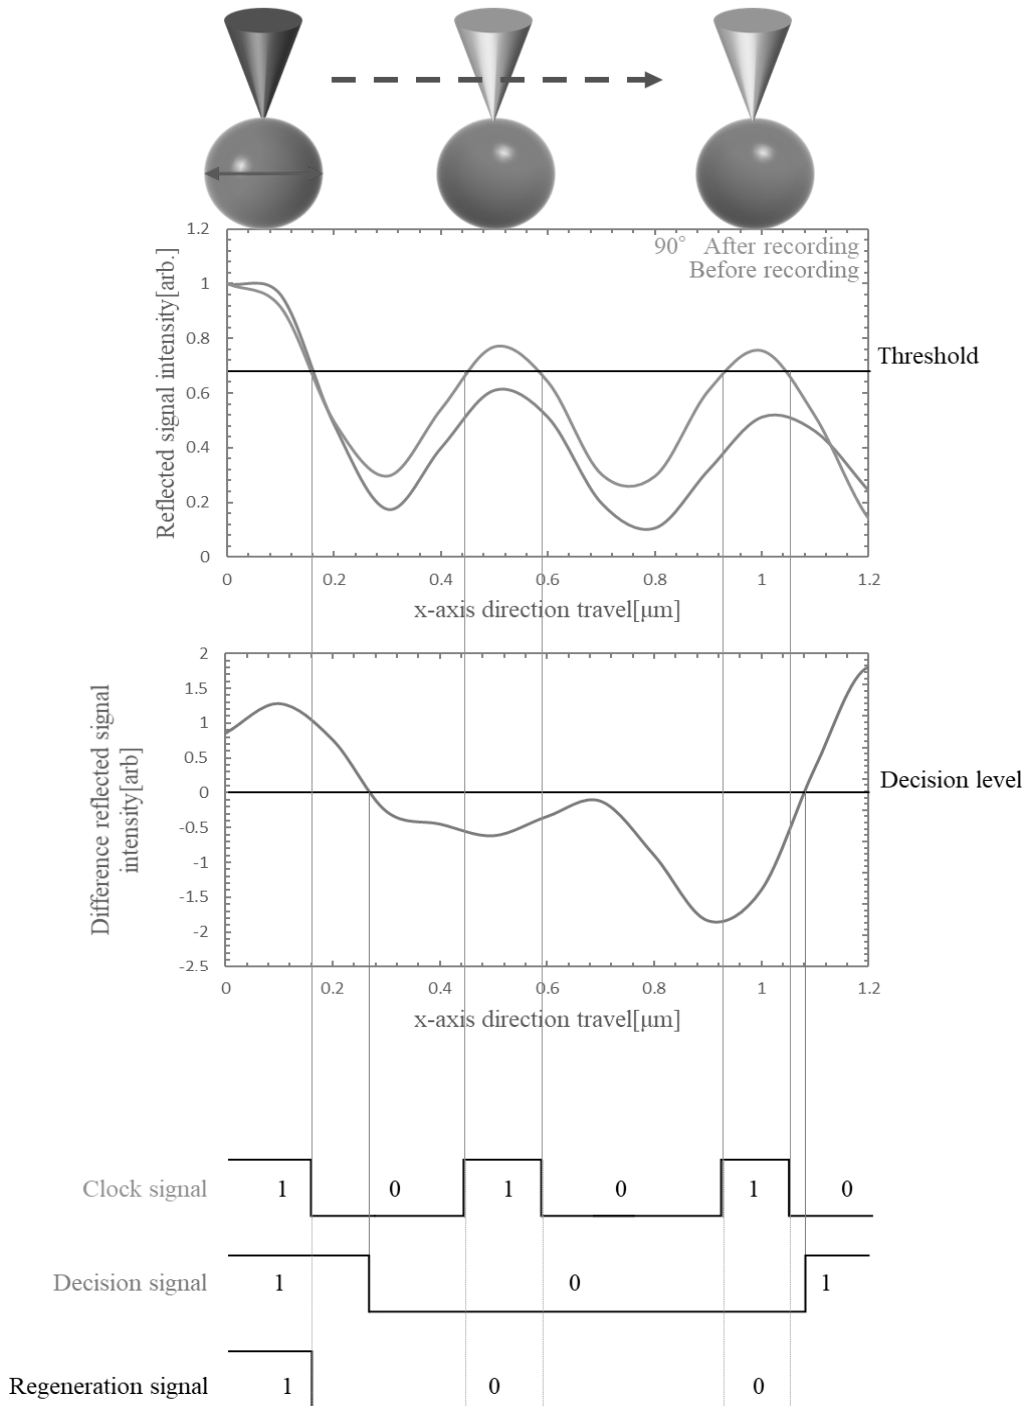 1.2
1
0.8
0.6
0.4
0.2
0
Reflected signal intensity[arb.]
90° After recording
Before recording
Threshold
0 0.2 0.4 0.6 0.8 1 1.2
x-axis direction travel[μm]
2
1.5
1
0.5
0
-0.5
-1
-1.5
-2
-2.5
Difference reflected signal
intensity[arb]
Decision level
0 0.2 0.4 0.6 0.8 1 1.2
x-axis direction travel[μm]
Clock signal 1 0 1 0 1 0
Decision signal 1 0 1
Regeneration signal 1 0 0